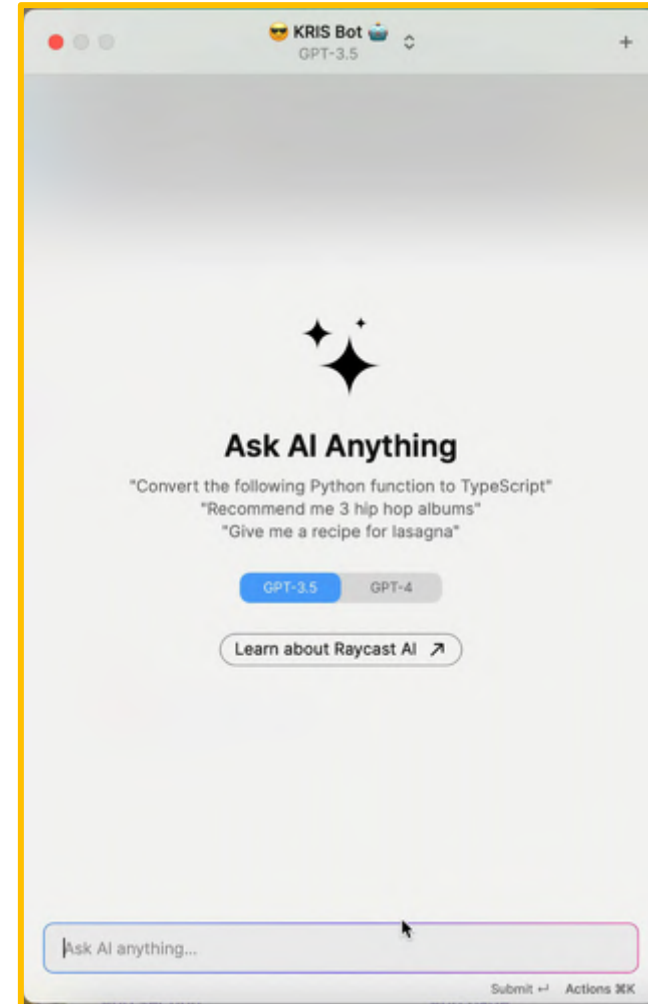 😎 KRIS Bot 🤖
GPT-3.5
+
Ask AI Anything
"Convert the following Python function to TypeScript"
"Recommend me 3 hip hop albums"
"Give me a recipe for lasagna"
GPT-3.5 GPT-4
Learn about Raycast AI ↗
Ask AI anything...
Submit ↵ Actions ⌘K